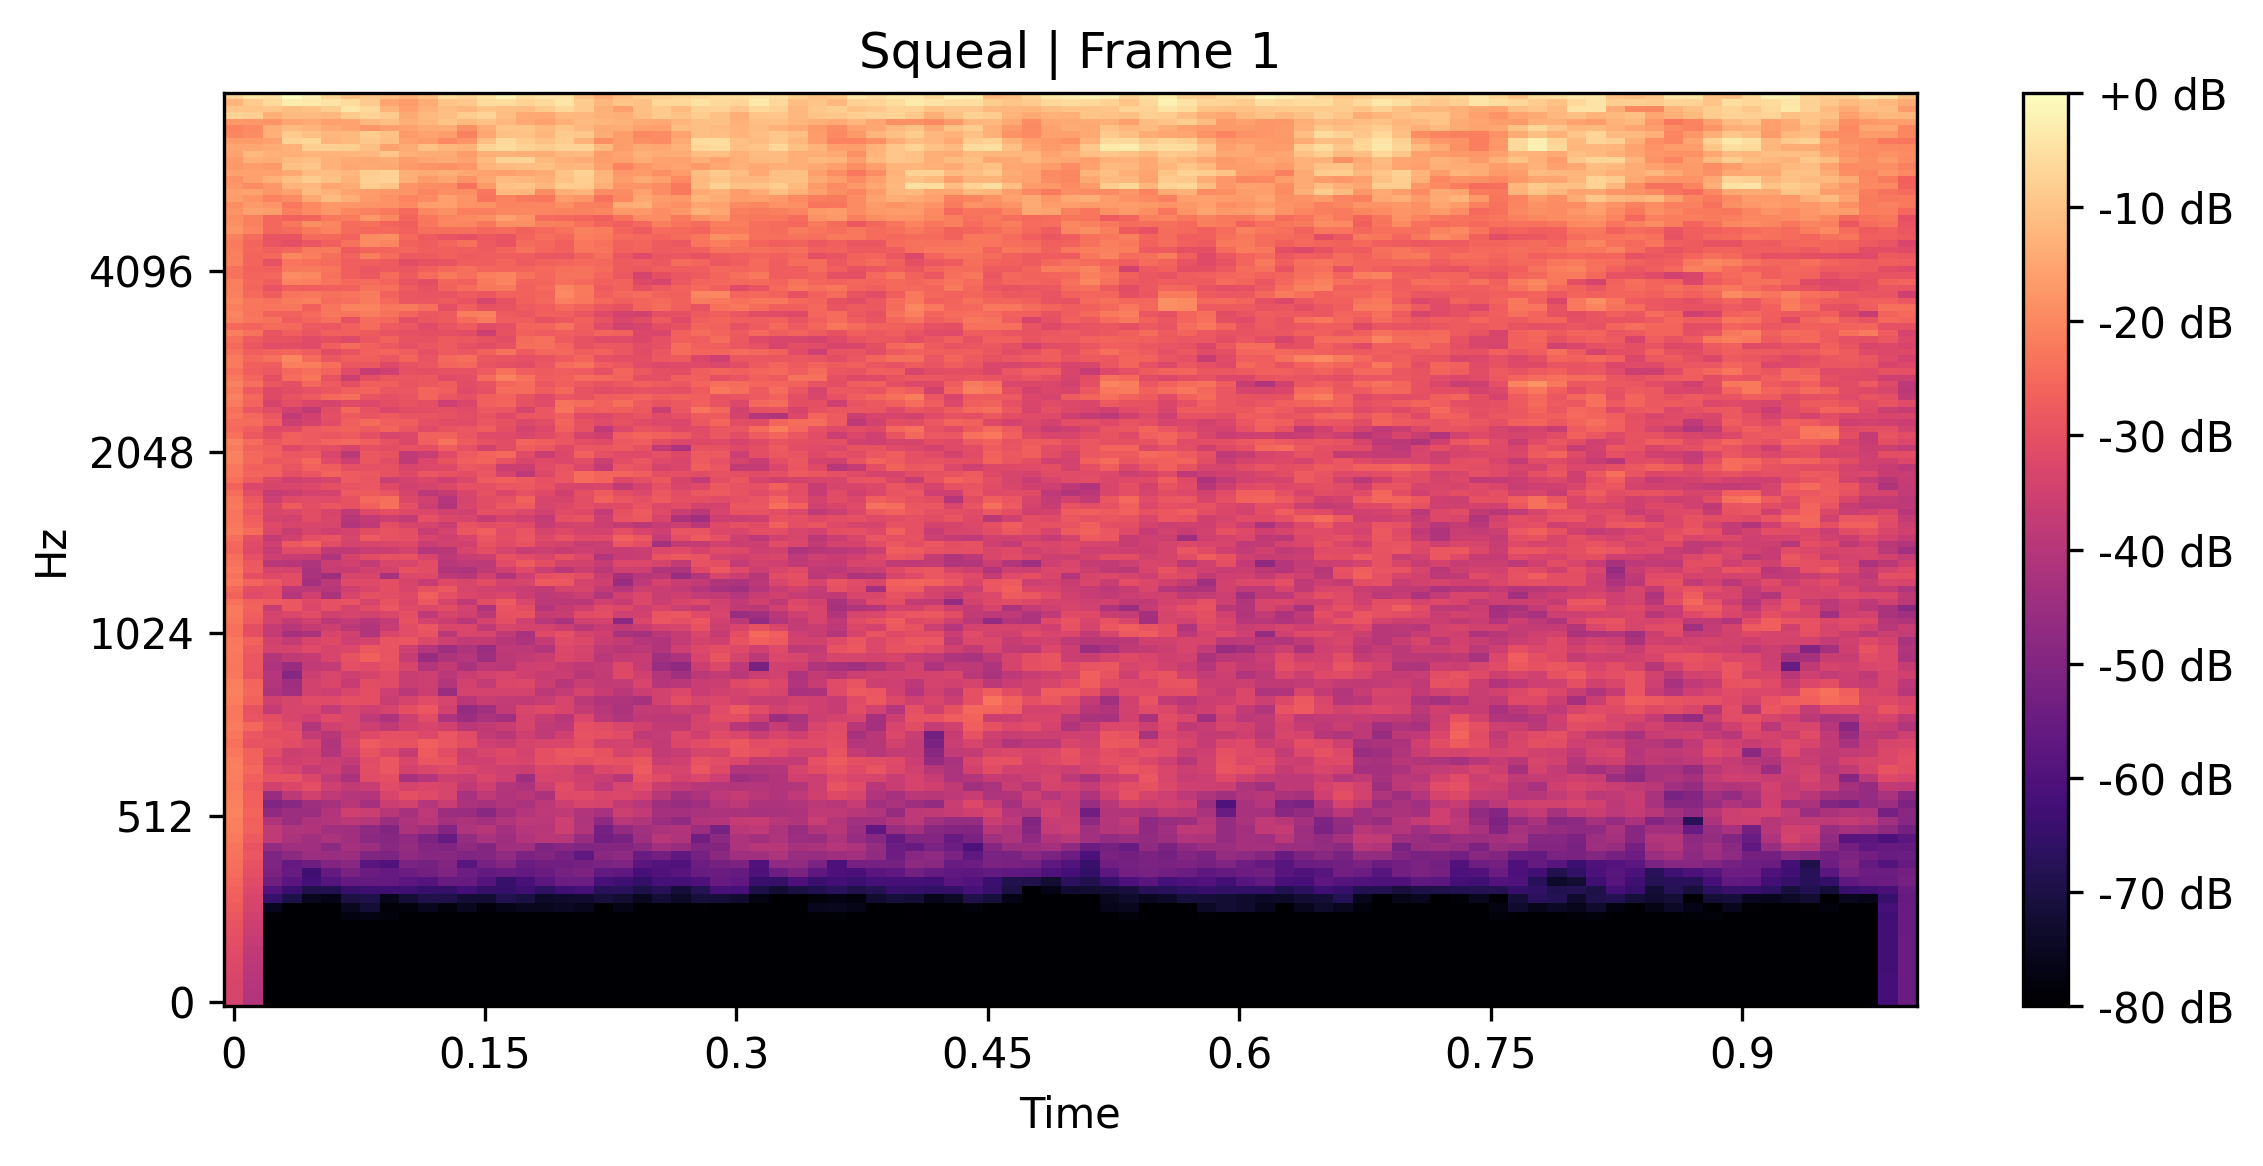 Squeal | Frame 1
Hz
4096
2048
1024
512
0
0 0.15 0.3 0.45 0.6 0.75 0.9
Time
+0 dB
-10 dB
-20 dB
-30 dB
-40 dB
-50 dB
-60 dB
-70 dB
-80 dB